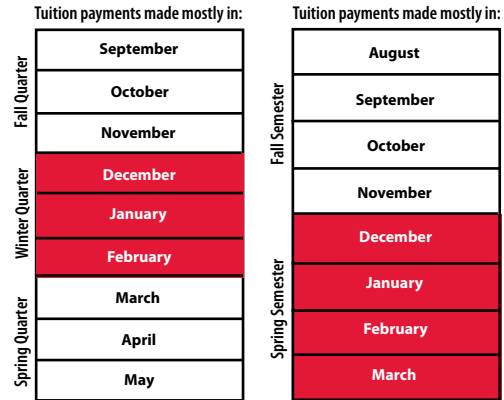 Tuition payments made mostly in:
Fall Quarter
September
October
November
Winter Quarter
December
January
February
Spring Quarter
March
April
May
Tuition payments made mostly in:
Fall Semester
August
September
October
November
Spring Semester
December
January
February
March